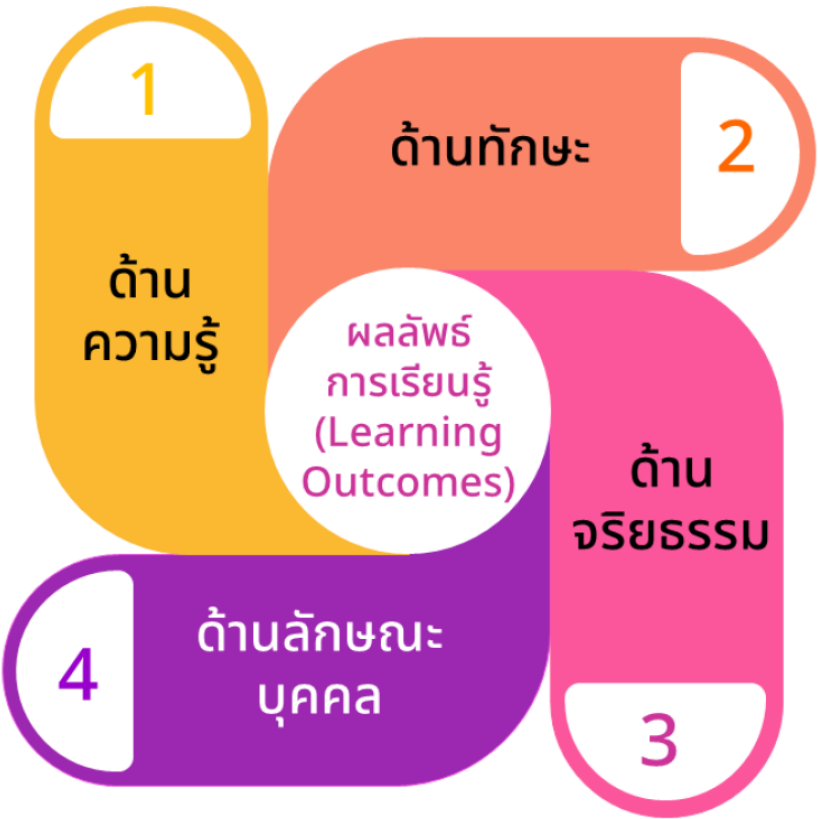 1
ด้าน
ความรู้
2
ด้านทักษะ
ผลลัพธ์
การเรียนรู้
(Learning
Outcomes)
3
ด้าน
จริยธรรม
4
ด้านลักษณะ
บุคคล